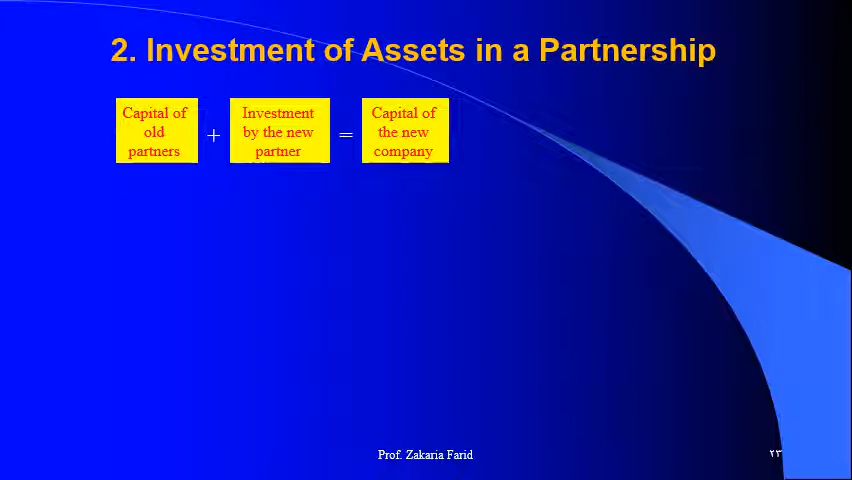 2. Investment of Assets in a Partnership
Capital of
old
partners
+
Investment
by the new
partner
=
Capital of
the new
company
Prof. Zakaria Farid
٢٣